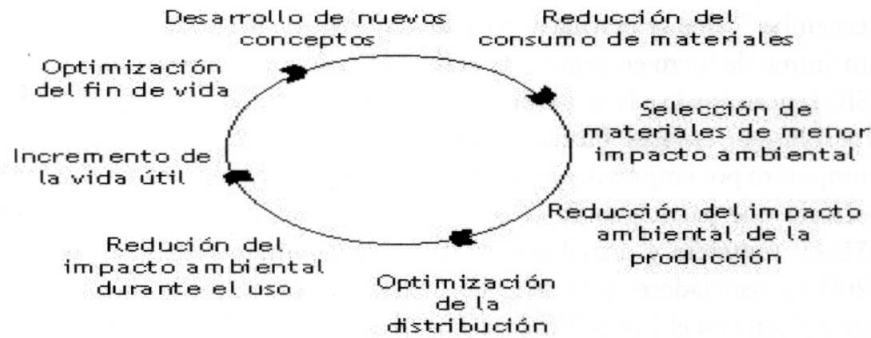 Desarrollo de nuevos
conceptos
Reducción del
consumo de materiales
Selección de
materiales de menor
impacto ambiental
Reducción del impacto
ambiental de la
producción
Optimización
de la
distribución
Redución del
impacto ambiental
durante el uso
Incremento de
la vida útil
Optimización
del fin de vida